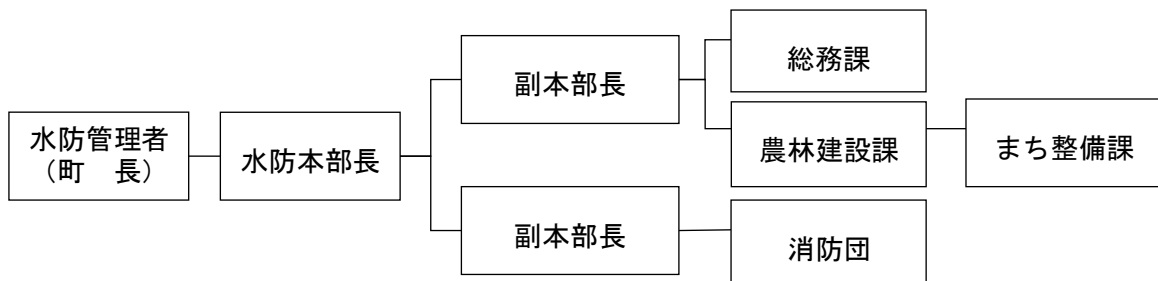 水防管理者
（町　長）
水防本部長
副本部長
総務課
農林建設課
まち整備課
副本部長
消防団